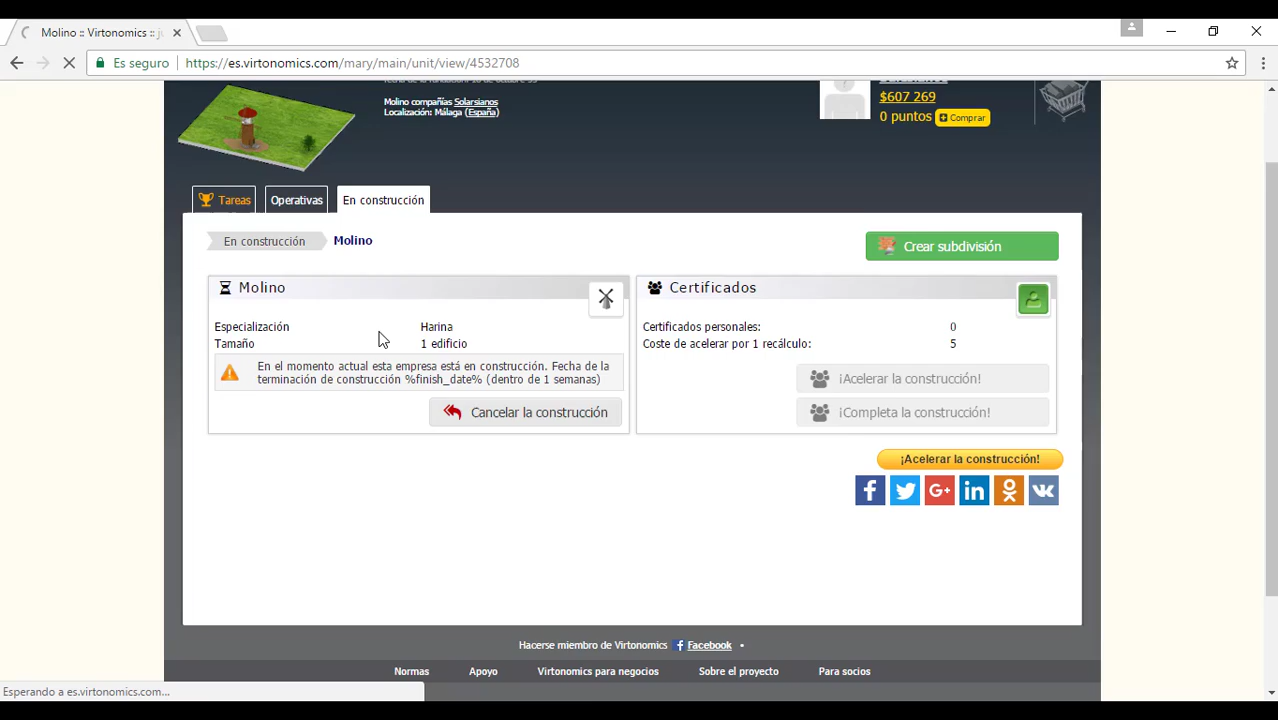 Molino :: Virtonomics :: ju
Es seguro
https://es.virtonomics.com/mary/main/unit/view/4532708
Molino compañías Solarsianos
Localización: Málaga (España)
$607 269
0 puntos
Comprar
Tareas
Operativas
En construcción
En construcción
Molino
Crear subdivisión
Molino
Especialización
Harina
Tamaño
1 edificio
En el momento actual esta empresa está en construcción. Fecha de la
terminación de construcción %finish_date% (dentro de 1 semanas)
Cancelar la construcción
Certificados
Certificados personales:
0
Coste de acelerar por 1 recálculo:
5
¡Acelerar la construcción!
¡Completa la construcción!
¡Acelerar la construcción!
Hacerse miembro de Virtonomics
Facebook
Normas
Apoyo
Virtonomics para negocios
Sobre el proyecto
Para socios
Esperando a es.virtonomics.com...